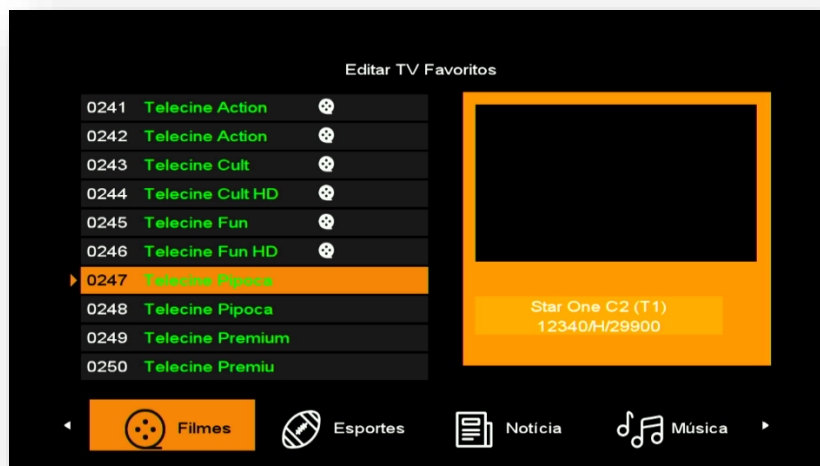 Editar TV Favoritos
0241 Telecine Action
0242 Telecine Action
0243 Telecine Cult
0244 Telecine Cult HD
0245 Telecine Fun
0246 Telecine Fun HD
0247 Telecine Pipoca
0248 Telecine Pipoca
0249 Telecine Premium
0250 Telecine Premiu
Star One C2 (T1)
12340/H/29900
Filmes Esportes Notícia Música